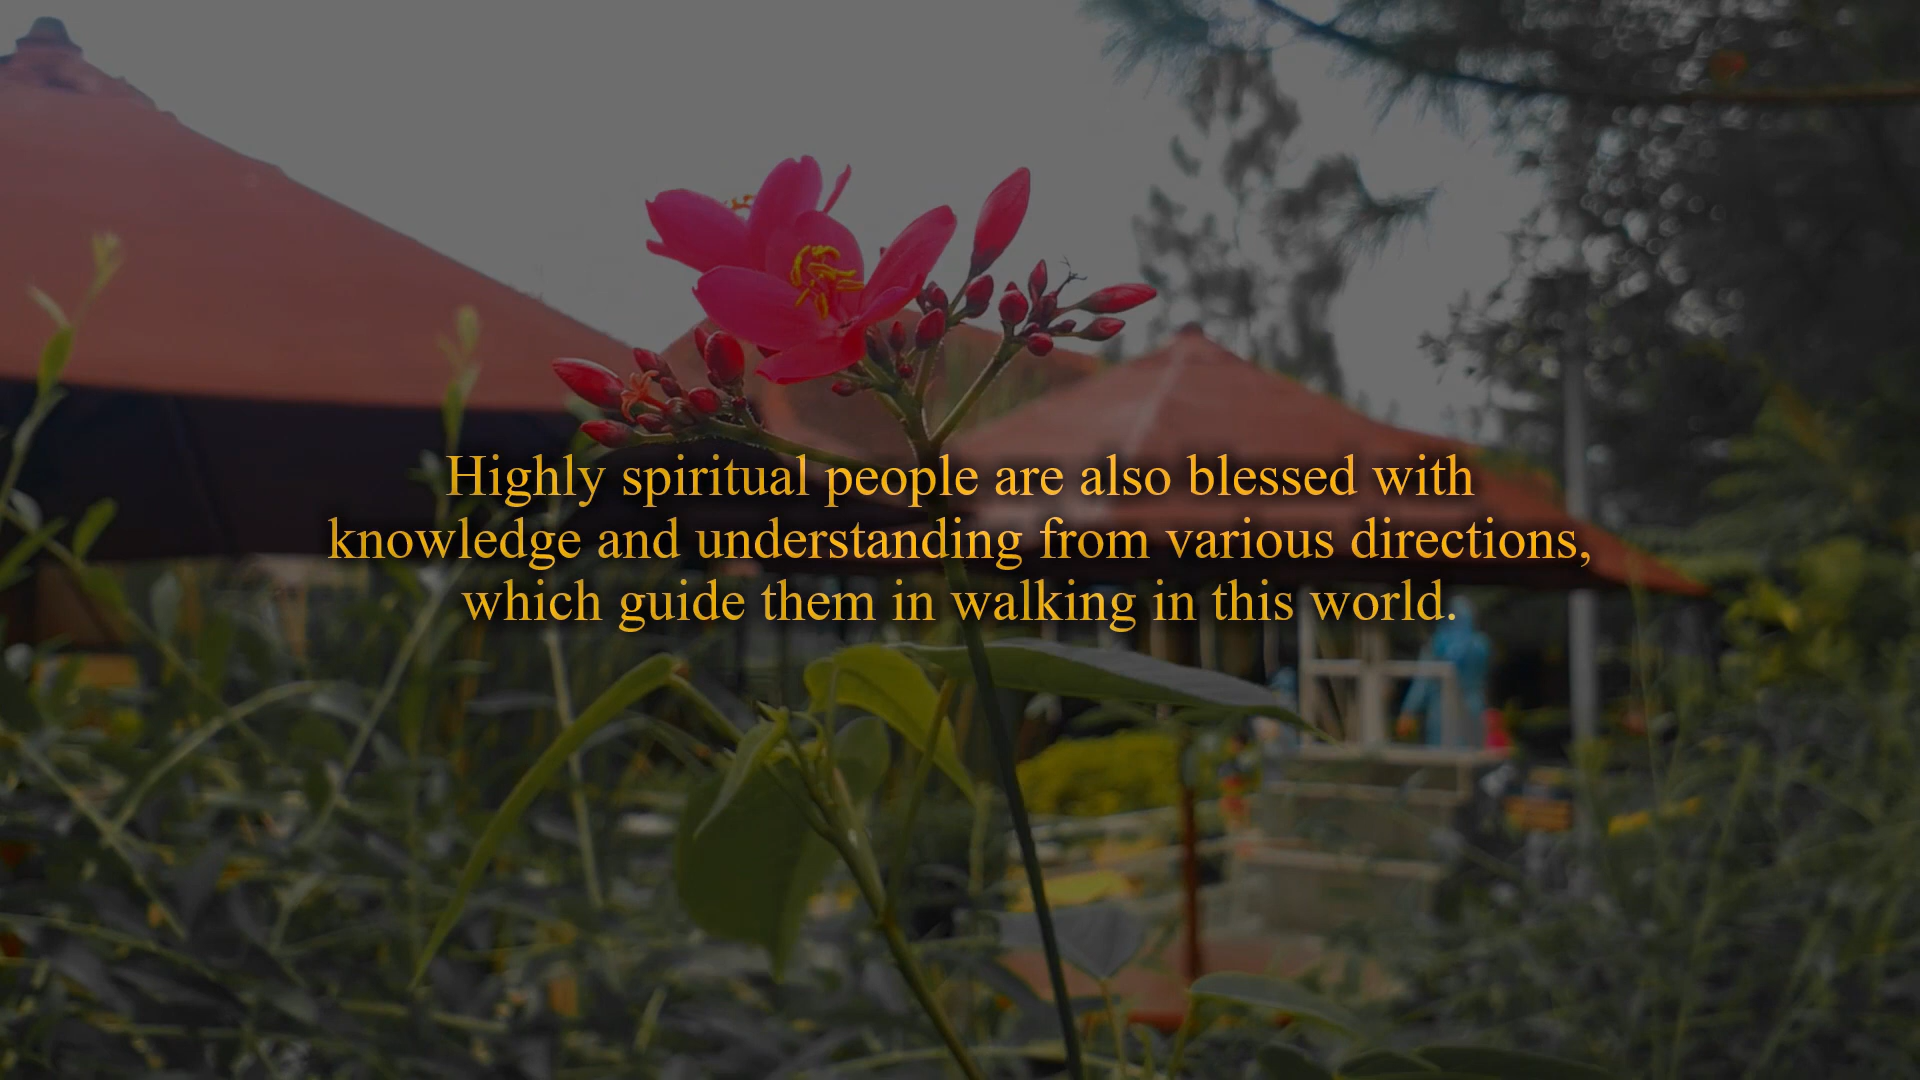 Highly spiritual people are also blessed with
knowledge and understanding from various directions,
which guide them in walking in this world.